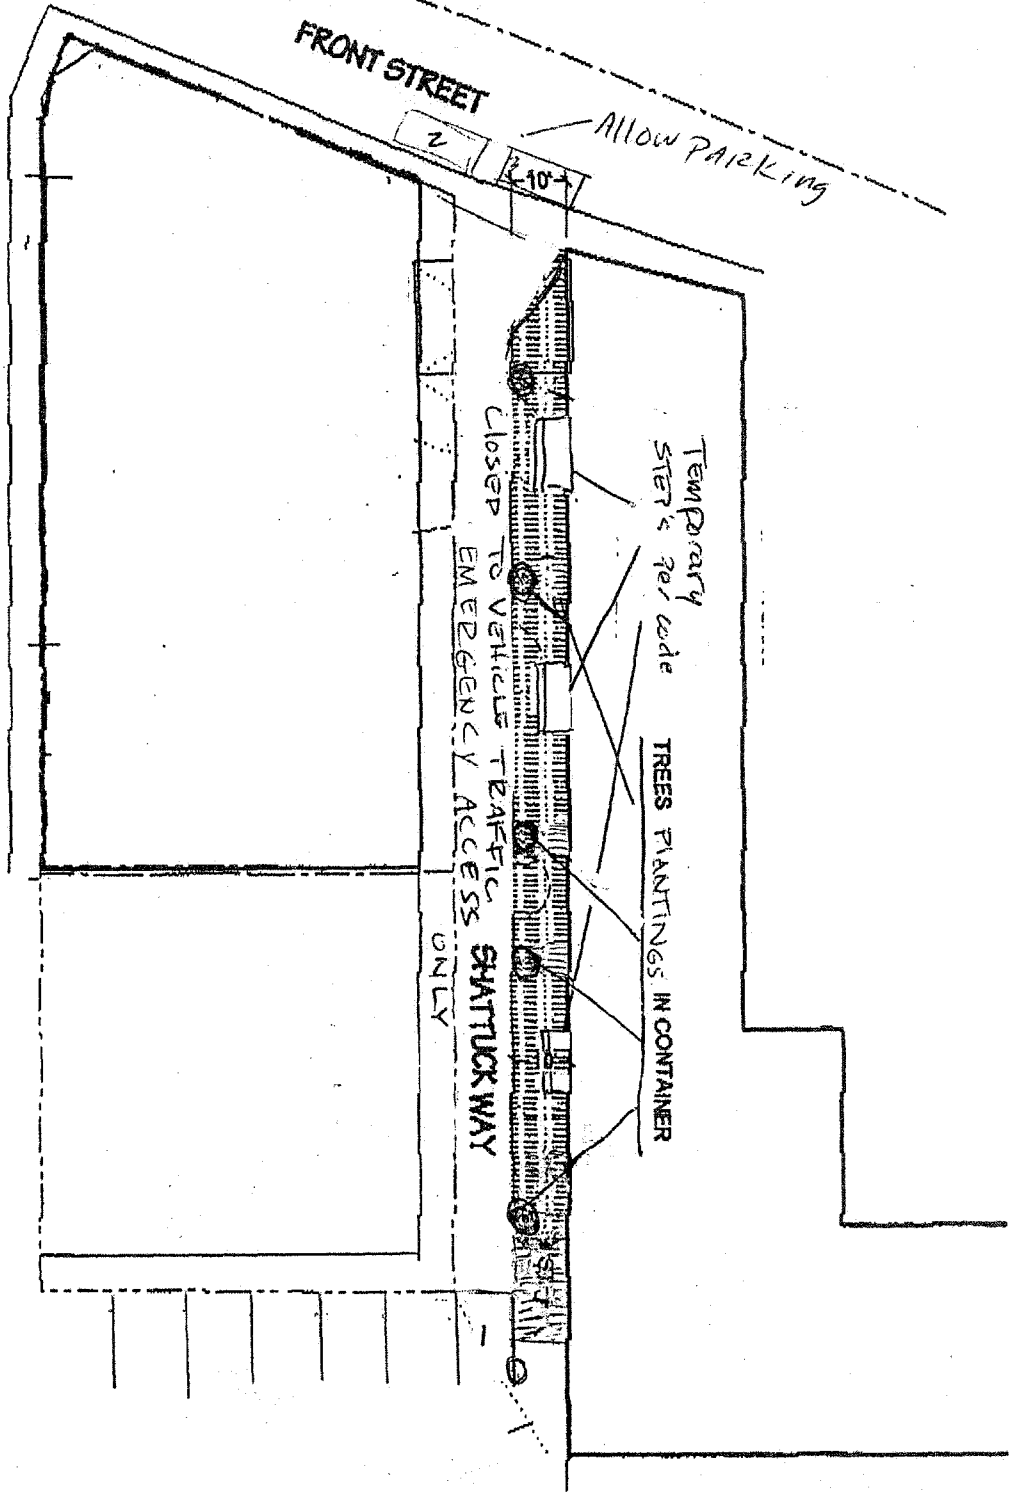 FRONT STREET
2
ALLOW PARKING
10'
Temporary
STEP'S per code
CLOSED TO VEHICLE TRAFFIC
EMERGENCY ACCESS
ONLY
SHATTUCK WAY
TREES PLANTINGS IN CONTAINER